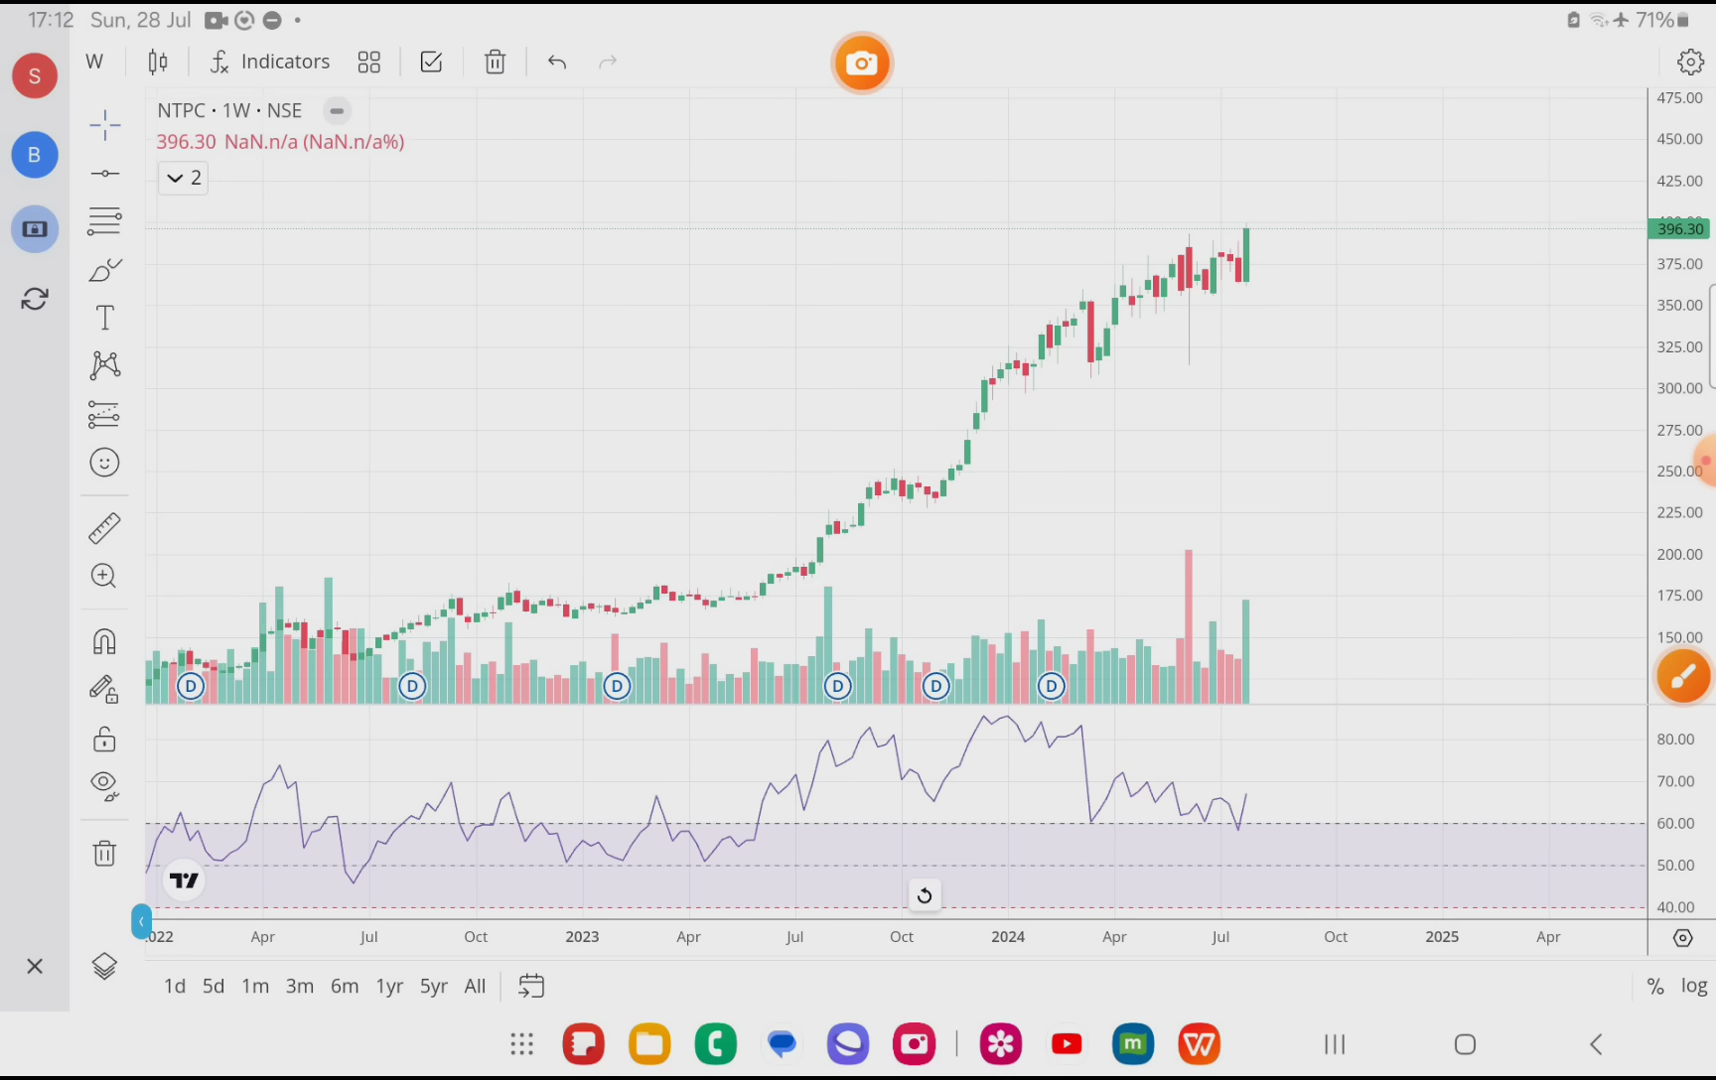 17:12 Sun, 28 Jul
71%
S
B
W
Indicators
NTPC · 1W · NSE
396.30 NaN.n/a (NaN.n/a%)
2
475.00
450.00
425.00
396.30
375.00
350.00
325.00
300.00
275.00
250.00
225.00
200.00
175.00
150.00
D D D D D D
80.00
70.00
60.00
50.00
40.00
2022 Apr Jul Oct 2023 Apr Jul Oct 2024 Apr Jul Oct 2025 Apr
1d 5d 1m 3m 6m 1yr 5yr All
% log
m